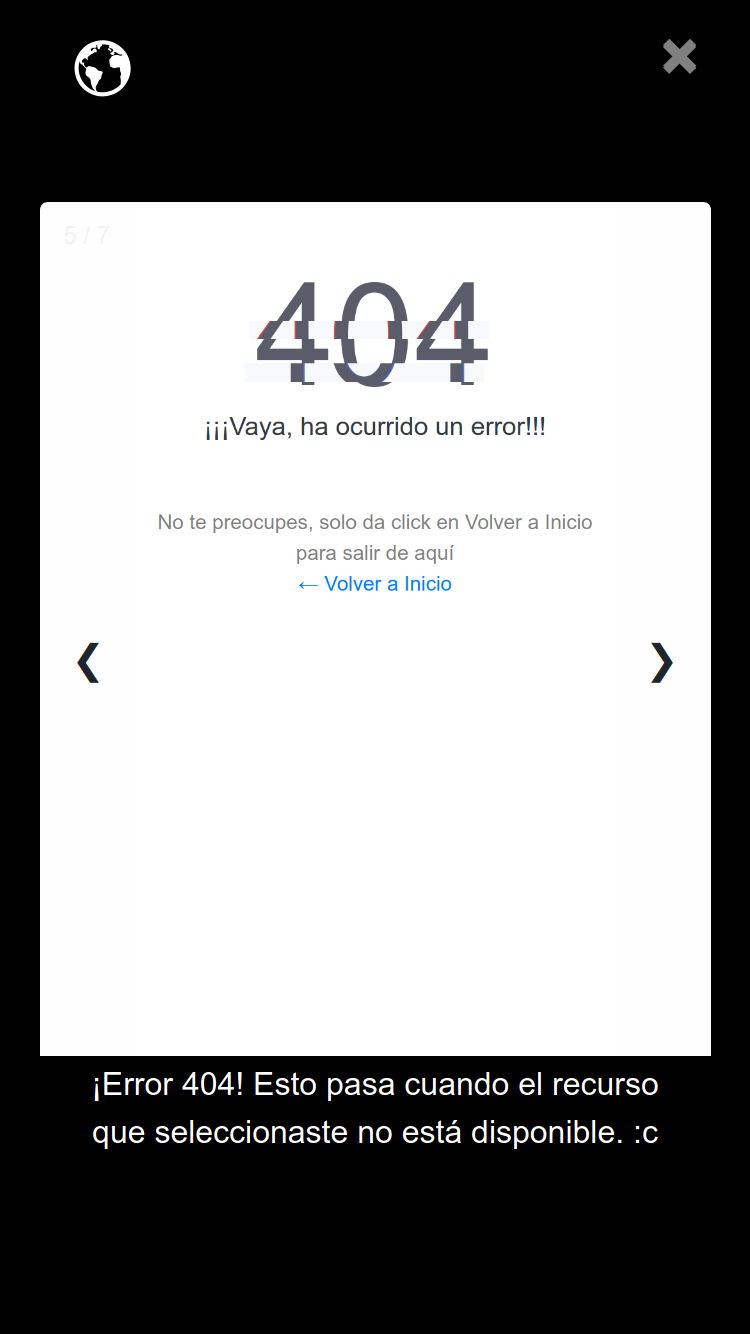 5 / 7
404
¡¡¡Vaya, ha ocurrido un error!!!
No te preocupes, solo da click en Volver a Inicio
para salir de aquí
← Volver a Inicio
¡Error 404! Esto pasa cuando el recurso
que seleccionaste no está disponible. :c